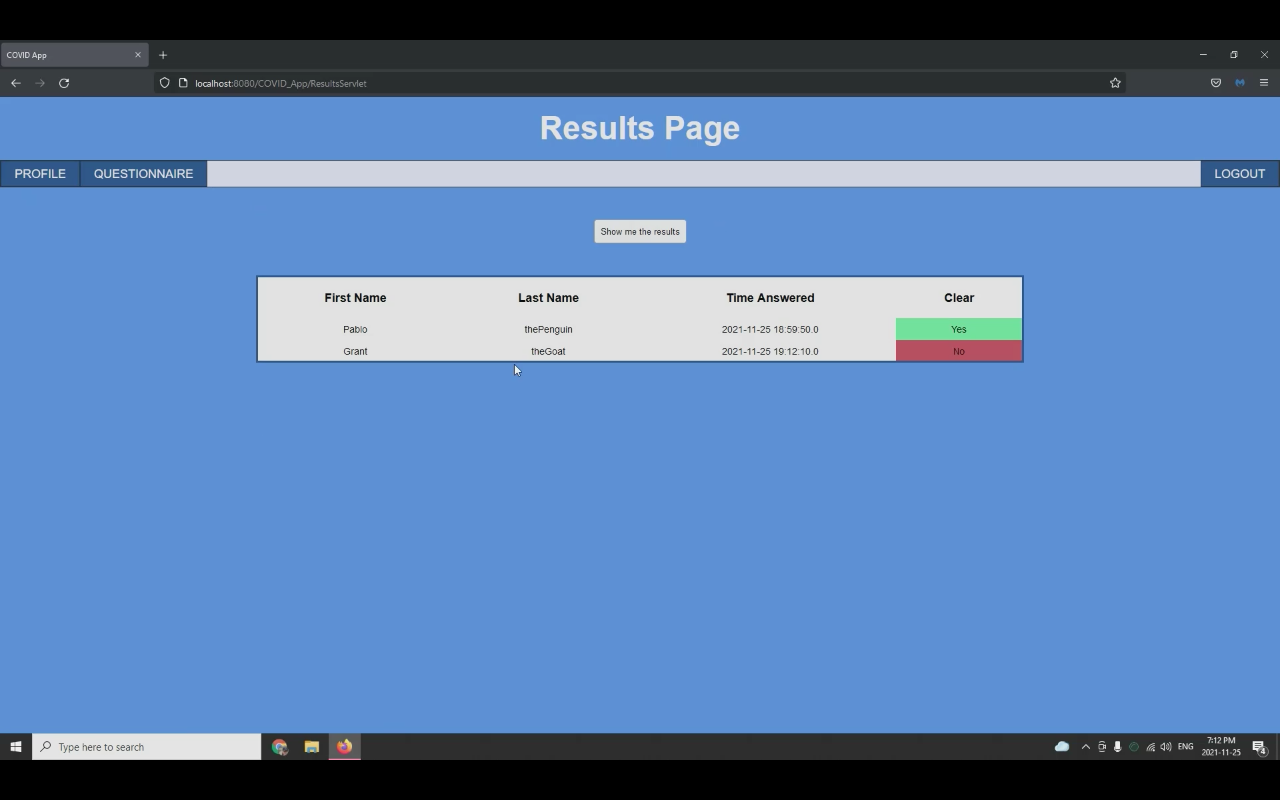 COVID App
localhost:8080/COVID_App/ResultsServlet
Results Page
PROFILE QUESTIONNAIRE LOGOUT
Show me the results
First Name Last Name Time Answered Clear
Pablo thePenguin 2021-11-25 18:59:50.0 Yes
Grant theGoat 2021-11-25 19:12:10.0 No
Type here to search
ENG
7:12 PM
2021-11-25
4